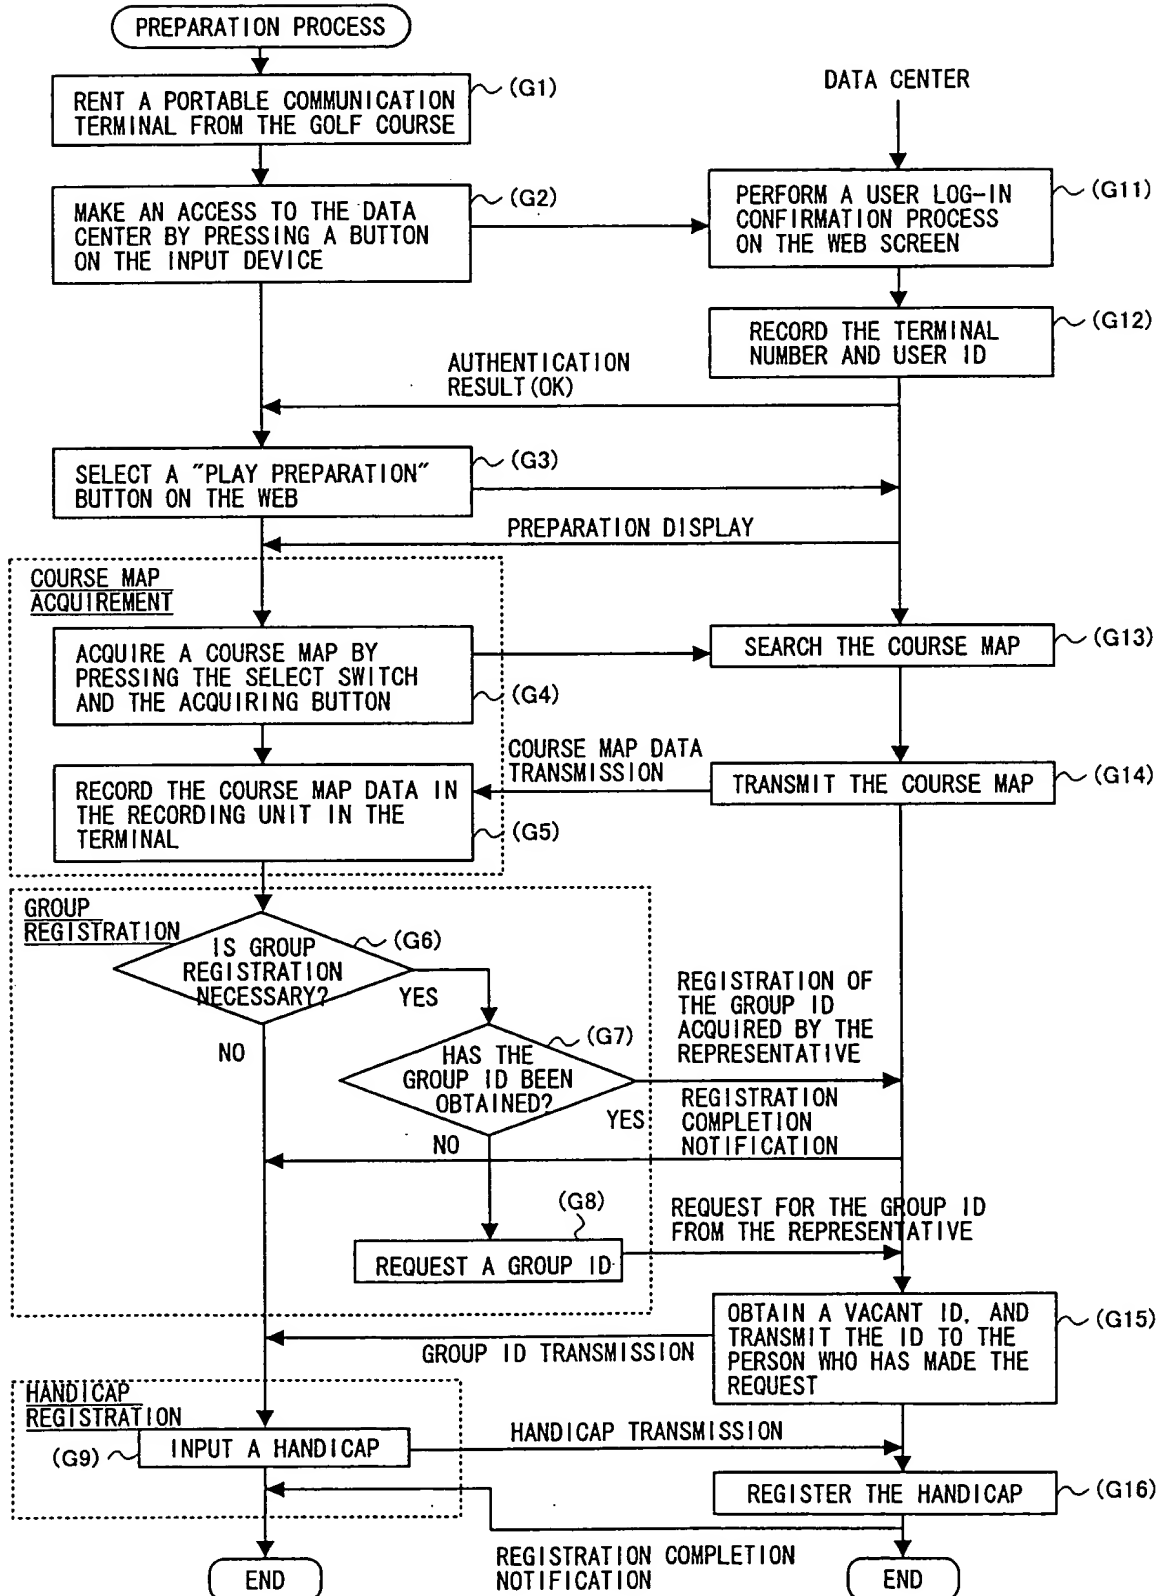 PREPARATION PROCESS
RENT A PORTABLE COMMUNICATION
TERMINAL FROM THE GOLF COURSE
(G1)
DATA CENTER
MAKE AN ACCESS TO THE DATA
CENTER BY PRESSING A BUTTON
ON THE INPUT DEVICE
(G2)
PERFORM A USER LOG-IN
CONFIRMATION PROCESS
ON THE WEB SCREEN
(G11)
RECORD THE TERMINAL
NUMBER AND USER ID
(G12)
AUTHENTICATION
RESULT(OK)
SELECT A "PLAY PREPARATION"
BUTTON ON THE WEB
(G3)
PREPARATION DISPLAY
COURSE MAP
ACQUIREMENT
ACQUIRE A COURSE MAP BY
PRESSING THE SELECT SWITCH
AND THE ACQUIRING BUTTON
(G4)
SEARCH THE COURSE MAP
(G13)
COURSE MAP DATA
TRANSMISSION
TRANSMIT THE COURSE MAP
(G14)
RECORD THE COURSE MAP DATA IN
THE RECORDING UNIT IN THE
TERMINAL
(G5)
GROUP
REGISTRATION
IS GROUP
REGISTRATION
NECESSARY?
(G6)
YES
NO
HAS THE
GROUP ID BEEN
OBTAINED?
(G7)
YES
NO
REGISTRATION OF
THE GROUP ID
ACQUIRED BY THE
REPRESENTATIVE
REGISTRATION
COMPLETION
NOTIFICATION
(G8)
REQUEST A GROUP ID
REQUEST FOR THE GROUP ID
FROM THE REPRESENTATIVE
OBTAIN A VACANT ID, AND
TRANSMIT THE ID TO THE
PERSON WHO HAS MADE THE
REQUEST
(G15)
GROUP ID TRANSMISSION
HANDICAP
REGISTRATION
(G9)
INPUT A HANDICAP
HANDICAP TRANSMISSION
REGISTER THE HANDICAP
(G16)
REGISTRATION COMPLETION
NOTIFICATION
END
END